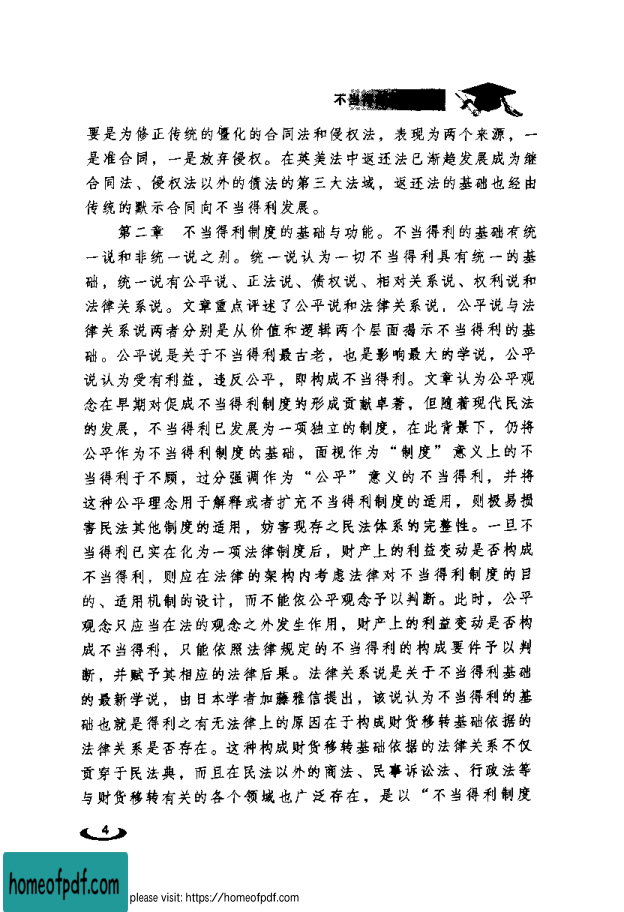 不当得
要是为修正传统的僵化的合同法和侵权法，表现为两个来源，一
是准合同，一是放弃侵权。在英美法中返还法已渐趋发展成为继
合同法、侵权法以外的债法的第三大法域，返还法的基础也经由
传统的默示合同向不当得利发展。
第二章　不当得利制度的基础与功能。不当得利的基础有统
一说和非统一说之别。统一说认为一切不当得利具有统一的基
础，统一说有公平说、正法说、债权说、相对关系说、权利说和
法律关系说。文章重点评述了公平说和法律关系说，公平说与法
律关系说两者分别是从价值和逻辑两个层面揭示不当得利的基
础。公平说是关于不当得利最古老，也是影响最大的学说，公平
说认为受有利益，违反公平，即构成不当得利。文章认为公平观
念在早期对促成不当得利制度的形成贡献卓著，但随着现代民法
的发展，不当得利已发展为一项独立的制度，在此背景下，仍将
公平作为不当得利制度的基础，面视作为“制度”意义上的不
当得利于不顾，过分强调作为“公平”意义的不当得利，并将
这种公平理念用于解释或者扩充不当得利制度的适用，则极易损
害民法其他制度的适用，妨害现存之民法体系的完整性。一旦不
当得利已实在化为一项法律制度后，财产上的利益变动是否构成
不当得利，则应在法律的架构内考虑法律对不当得利制度的目
的、适用机制的设计，而不能依公平观念予以判断。此时，公平
观念只应当在法的观念之外发生作用，财产上的利益变动是否构
成不当得利，只能依照法律规定的不当得利的构成要件予以判
断，并赋予其相应的法律后果。法律关系说是关于不当得利基础
的最新学说，由日本学者加藤雅信提出，该说认为不当得利的基
础也就是得利之有无法律上的原因在于构成财货移转基础依据的
法律关系是否存在。这种构成财货移转基础依据的法律关系不仅
贡穿于民法典，而且在民法以外的商法、民事诉讼法、行政法等
与财货移转有关的各个领域也广泛存在，是以“不当得利制度
4
homeofpdf.com
please visit: https://homeofpdf.com